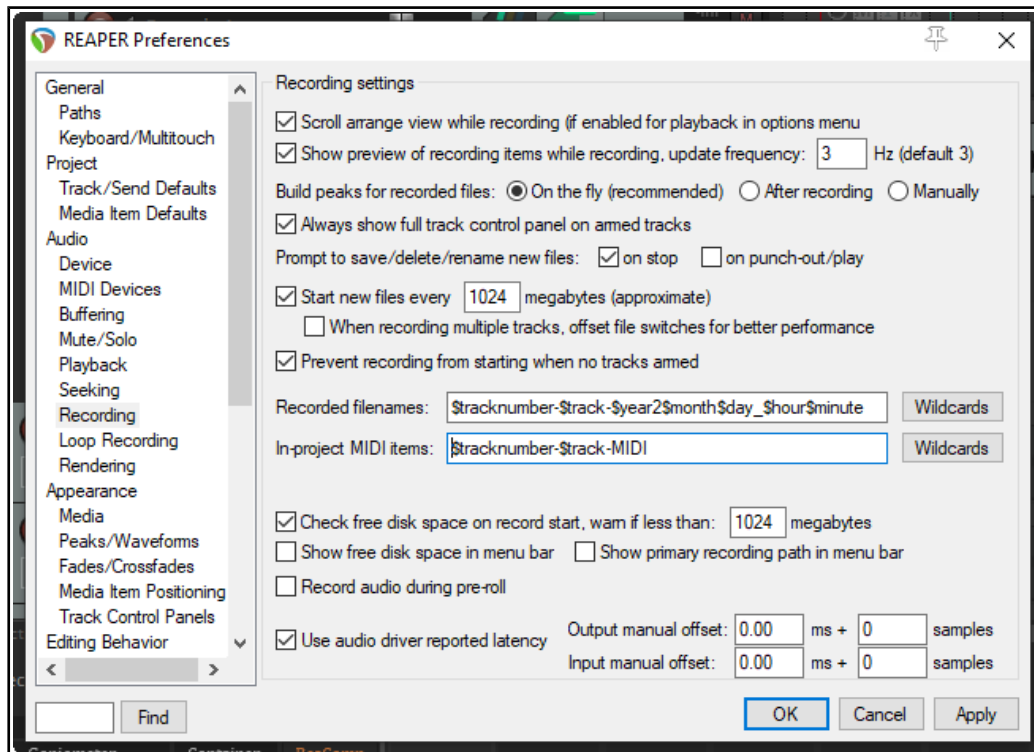 REAPER Preferences
General
Paths
Keyboard/Multitouch
Project
Track/Send Defaults
Media Item Defaults
Audio
Device
MIDI Devices
Buffering
Mute/Solo
Playback
Seeking
Recording
Loop Recording
Rendering
Appearance
Media
Peaks/Waveforms
Fades/Crossfades
Media Item Positioning
Track Control Panels
Editing Behavior
Find
Recording settings
Scroll arrange view while recording (if enabled for playback in options menu
Show preview of recording items while recording, update frequency: 3 Hz (default 3)
Build peaks for recorded files: On the fly (recommended) After recording Manually
Always show full track control panel on armed tracks
Prompt to save/delete/rename new files: on stop on punch-out/play
Start new files every 1024 megabytes (approximate)
When recording multiple tracks, offset file switches for better performance
Prevent recording from starting when no tracks armed
Recorded filenames: $tracknumber-$track-$year2$month$day_$hour$minute Wildcards
In-project MIDI items: $tracknumber-$track-MIDI Wildcards
Check free disk space on record start, warn if less than: 1024 megabytes
Show free disk space in menu bar Show primary recording path in menu bar
Record audio during pre-roll
Use audio driver reported latency Output manual offset: 0.00 ms + 0 samples
Input manual offset: 0.00 ms + 0 samples
OK Cancel Apply